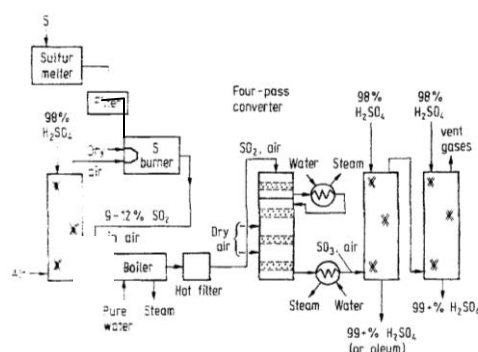 S
Sulfur
melter
Four-pass
converter
98%
H₂SO₄
Dry
air
S
burner
SO₂, air
Water
Steam
98%
H₂SO₄
98%
H₂SO₄
vent
gases
9-12% SO₂
air
Dry
air
SO₃, air
Boiler
Hot filter
Pure
water
Steam
Steam
Water
99+% H₂SO₄
(or oleum)
99+% H₂SO₄